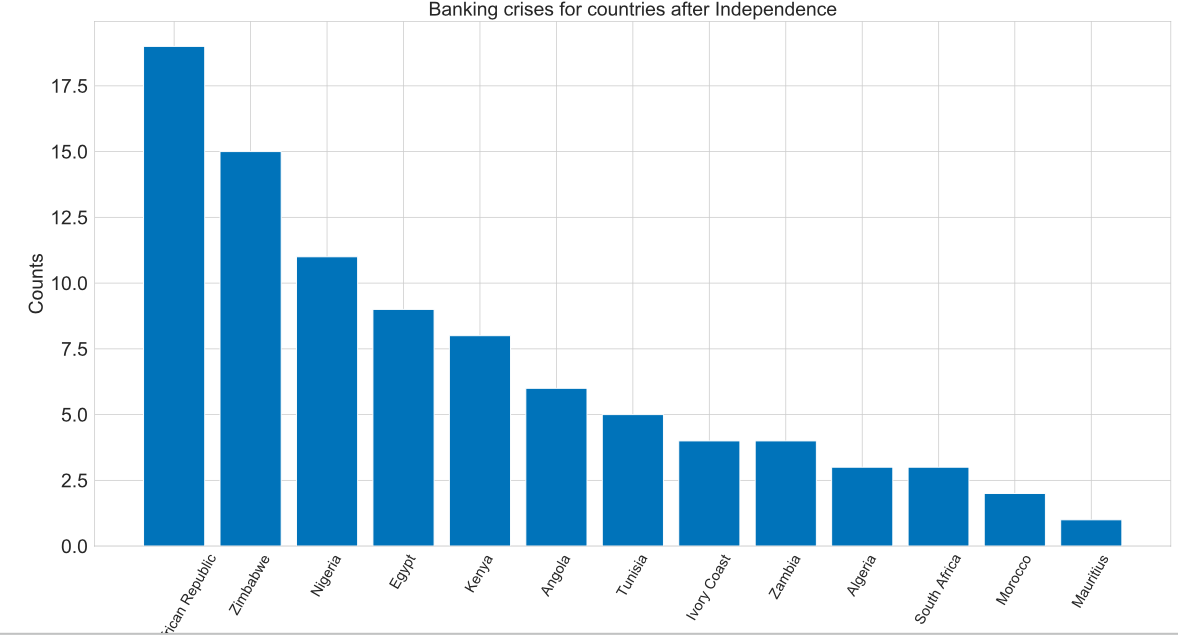 Banking crises for countries after Independence
Counts
17.5
15.0
12.5
10.0
7.5
5.0
2.5
0.0
rican Republic
Zimbabwe
Nigeria
Egypt
Kenya
Angola
Tunisia
Ivory Coast
Zambia
Algeria
South Africa
Morocco
Mauritius